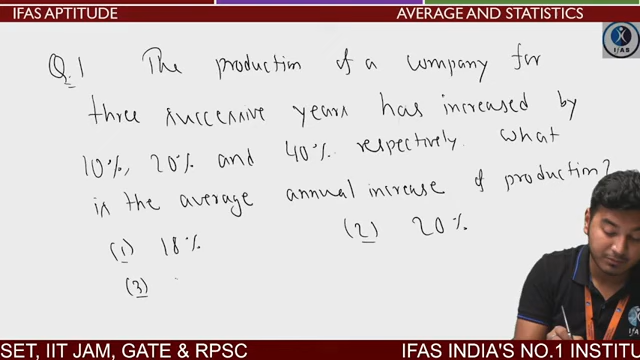 IFAS APTITUDE
AVERAGE AND STATISTICS
IFAS
Q.1 The production of a company for
three successive years has increased by
10%, 20% and 40% respectively. What
is the average annual increase of production?
(1) 18%
(2) 20%
(3)
SET, IIT JAM, GATE & RPSC
IFAS INDIA'S NO.1 INSTITU